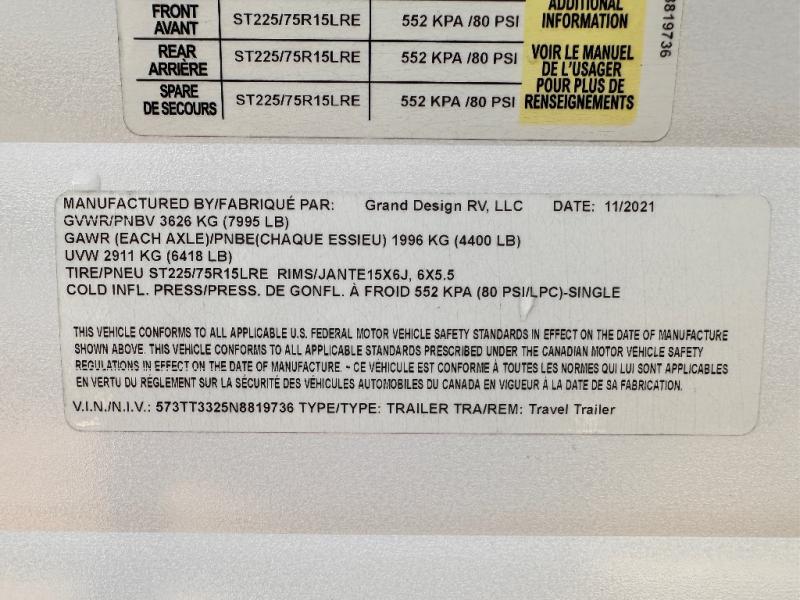 ADDITIONAL
FRONT ST225/75R15LRE 552 KPA /80 PSI INFORMATION
AVANT
REAR ST225/75R15LRE 552 KPA /80 PSI VOIR LE MANUEL
ARRIÈRE DE L'USAGER
SPARE ST225/75R15LRE 552 KPA /80 PSI POUR PLUS DE
DE SECOURS RENSEIGNEMENTS
8819736
MANUFACTURED BY/FABRIQUÉ PAR: Grand Design RV, LLC DATE: 11/2021
GVWR/PNBV 3626 KG (7995 LB)
GAWR (EACH AXLE)/PNBE(CHAQUE ESSIEU) 1996 KG (4400 LB)
UVW 2911 KG (6418 LB)
TIRE/PNEU ST225/75R15LRE RIMS/JANTE15X6J, 6X5.5
COLD INFL. PRESS/PRESS. DE GONFL. À FROID 552 KPA (80 PSI/LPC)-SINGLE
THIS VEHICLE CONFORMS TO ALL APPLICABLE U.S. FEDERAL MOTOR VEHICLE SAFETY STANDARDS IN EFFECT ON THE DATE OF MANUFACTURE
SHOWN ABOVE. THIS VEHICLE CONFORMS TO ALL APPLICABLE STANDARDS PRESCRIBED UNDER THE CANADIAN MOTOR VEHICLE SAFETY
REGULATIONS IN EFFECT ON THE DATE OF MANUFACTURE. - CE VÉHICULE EST CONFORME À TOUTES LES NORMES QUI LUI SONT APPLICABLES
EN VERTU DU RÉGLEMENT SUR LA SÉCURITÉ DES VÉHICULES AUTOMOBILES DU CANADA EN VIGUEUR À LA DATE DE SA FABRICATION.
V.I.N./N.I.V.: 573TT3325N8819736 TYPE/TYPE: TRAILER TRA/REM: Travel Trailer